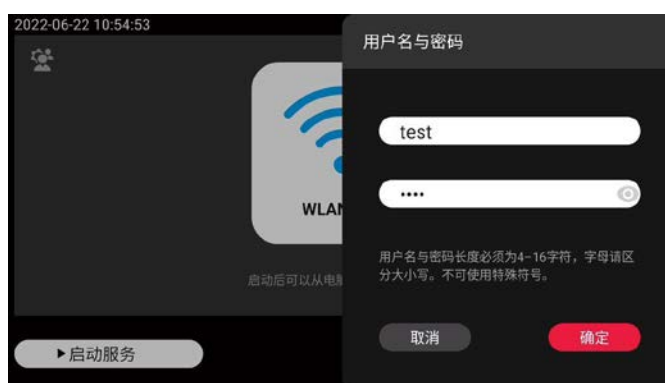 2022-06-22 10:54:53
用户名与密码
test
••••
WLAN
用户名与密码长度必须为4-16字符，字母请区
分大小写。不可使用特殊符号。
启动后可以从电脑
取消
确定
▶启动服务